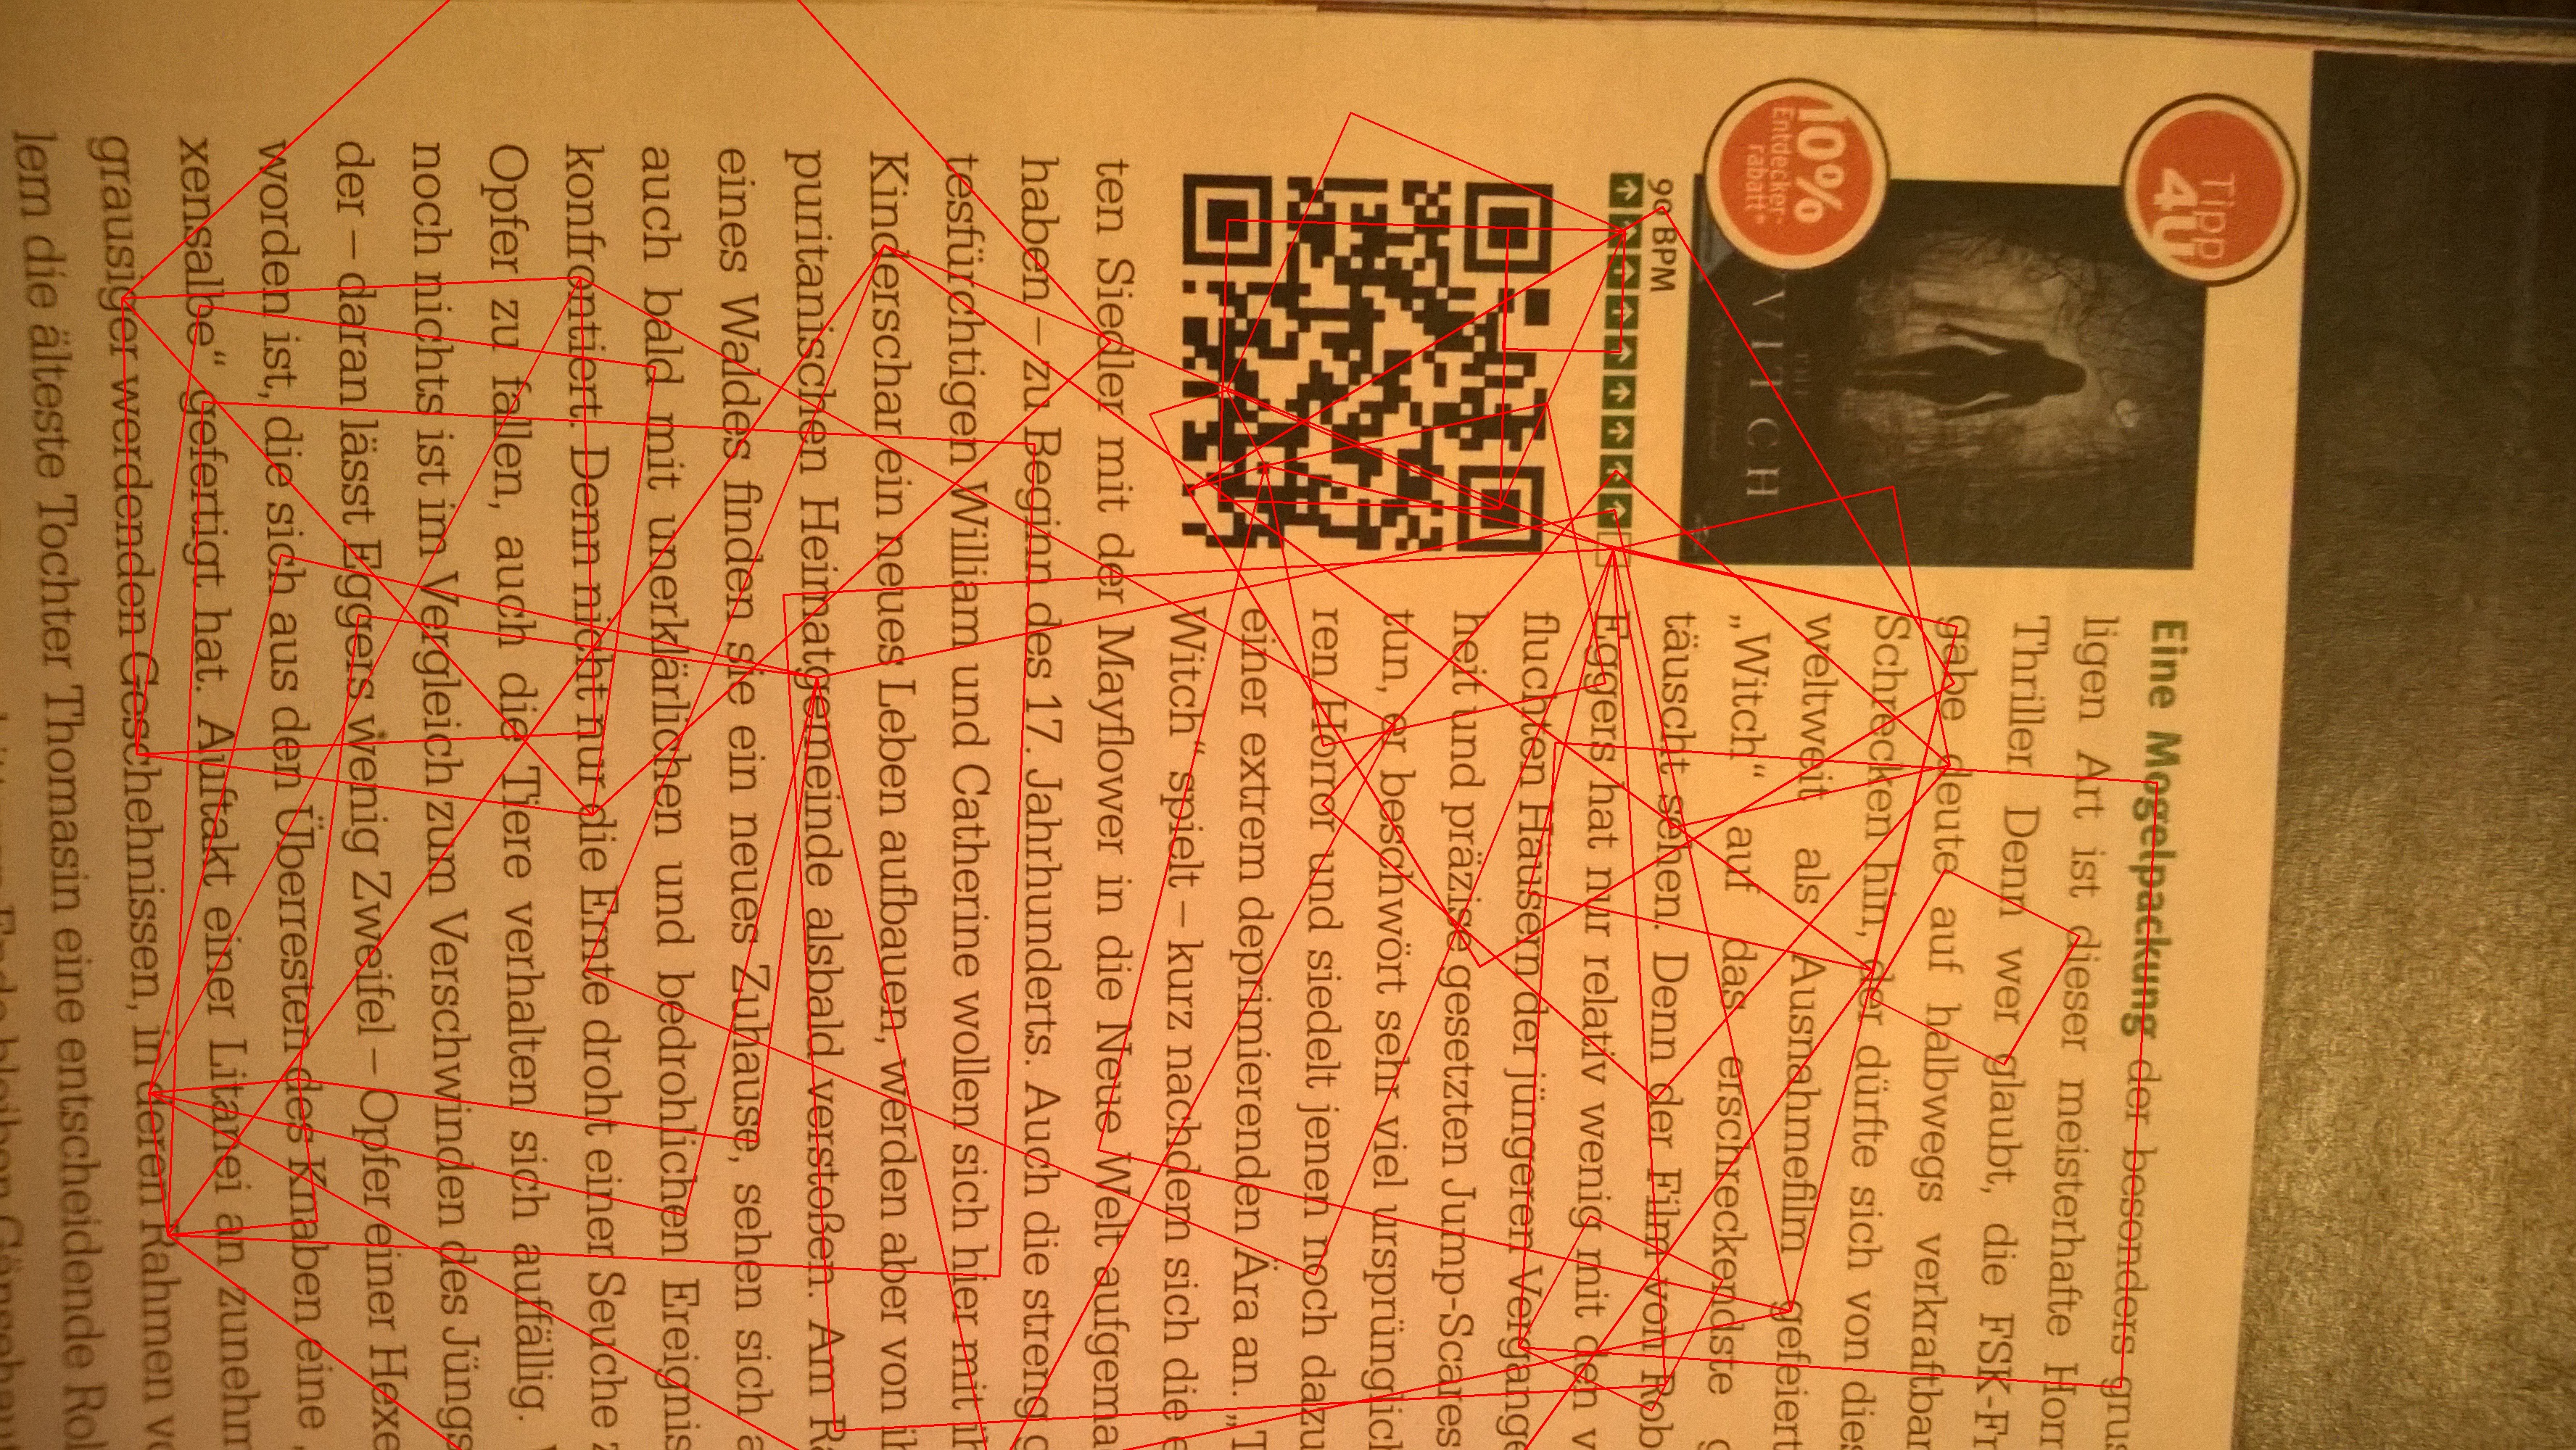 Tipp
4U
10%
Entdecker-
rabatt*
THE
VVITCH
90 BPM
Eine Mogelpackung der besonders grus
ligen Art ist dieser meisterhafte Horr
Thriller. Denn wer glaubt, die FSK-Fr
gabe deute auf halbwegs verkraftbar
Schrecken hin, der dürfte sich von dies
weltweit als Ausnahmefilm gefeiert
„Witch“ auf das erschreckendste g
täuscht sehen. Denn der Film von Rob
Eggers hat nur relativ wenig mit den v
fluchten Häusern der jüngeren Vergange
heit und präzise gesetzten Jump-Scares
tun, er beschwört sehr viel ursprünglich
ren Horror und siedelt jenen noch dazu
einer extrem deprimierenden Ära an. „T
Witch“ spielt – kurz nachdem sich die e
ten Siedler mit der Mayflower in die Neue Welt aufgema
haben – zu Beginn des 17. Jahrhunderts. Auch die streng g
tesfürchtigen William und Catherine wollen sich hier mit ih
Kinderschar ein neues Leben aufbauen, werden aber von ih
puritanischen Heimatgemeinde alsbald verstoßen. Am Ra
eines Waldes finden sie ein neues Zuhause, sehen sich a
auch bald mit unerklärlichen und bedrohlichen Ereignis
konfrontiert. Denn nicht nur die Ernte droht einer Seuche z
Opfer zu fallen, auch die Tiere verhalten sich auffällig.
noch nichts ist im Vergleich zum Verschwinden des Jüngs
der – daran lässt Eggers wenig Zweifel – Opfer einer Hexe
worden ist, die sich aus den Überresten des Knaben eine
xensalbe“ gefertigt hat. Auftakt einer Litanei an zunehm
grausiger werdenden Geschehnissen, in deren Rahmen vo
lem die älteste Tochter Thomasin eine entscheidende Rol